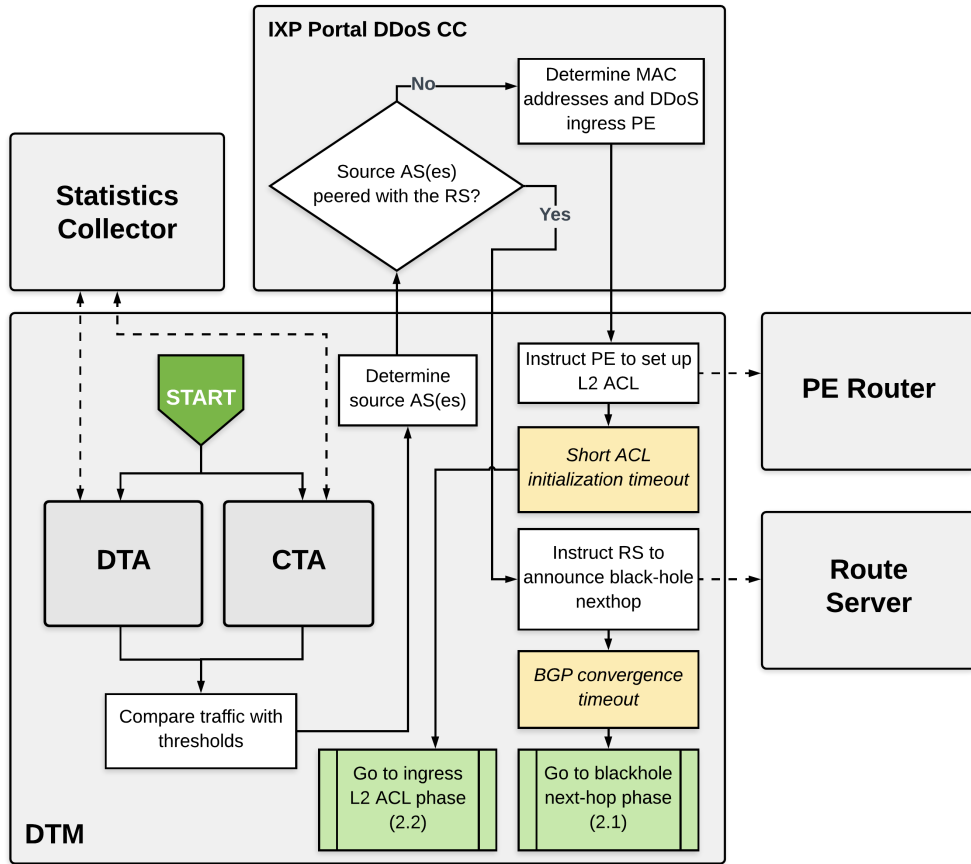 IXP Portal DDoS CC
No
Determine MAC
addresses and DDoS
ingress PE
Source AS(es)
peered with the RS?
Yes
Statistics
Collector
START
Determine
source AS(es)
Instruct PE to set up
L2 ACL
PE Router
Short ACL
initialization timeout
DTA
CTA
Instruct RS to
announce black-hole
nexthop
Route
Server
BGP convergence
timeout
Compare traffic with
thresholds
Go to ingress
L2 ACL phase
(2.2)
Go to blackhole
next-hop phase
(2.1)
DTM